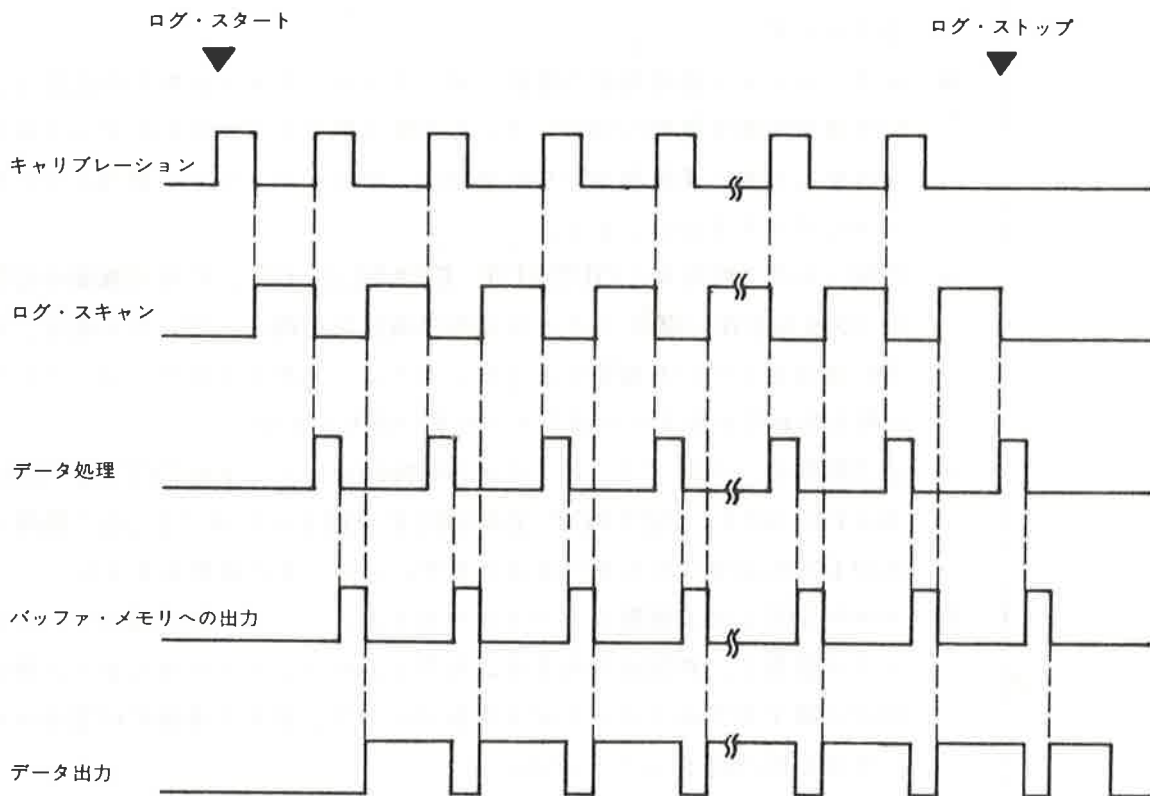 ログ・スタート
ログ・ストップ
キャリブレーション
ログ・スキャン
データ処理
バッファ・メモリへの出力
データ出力